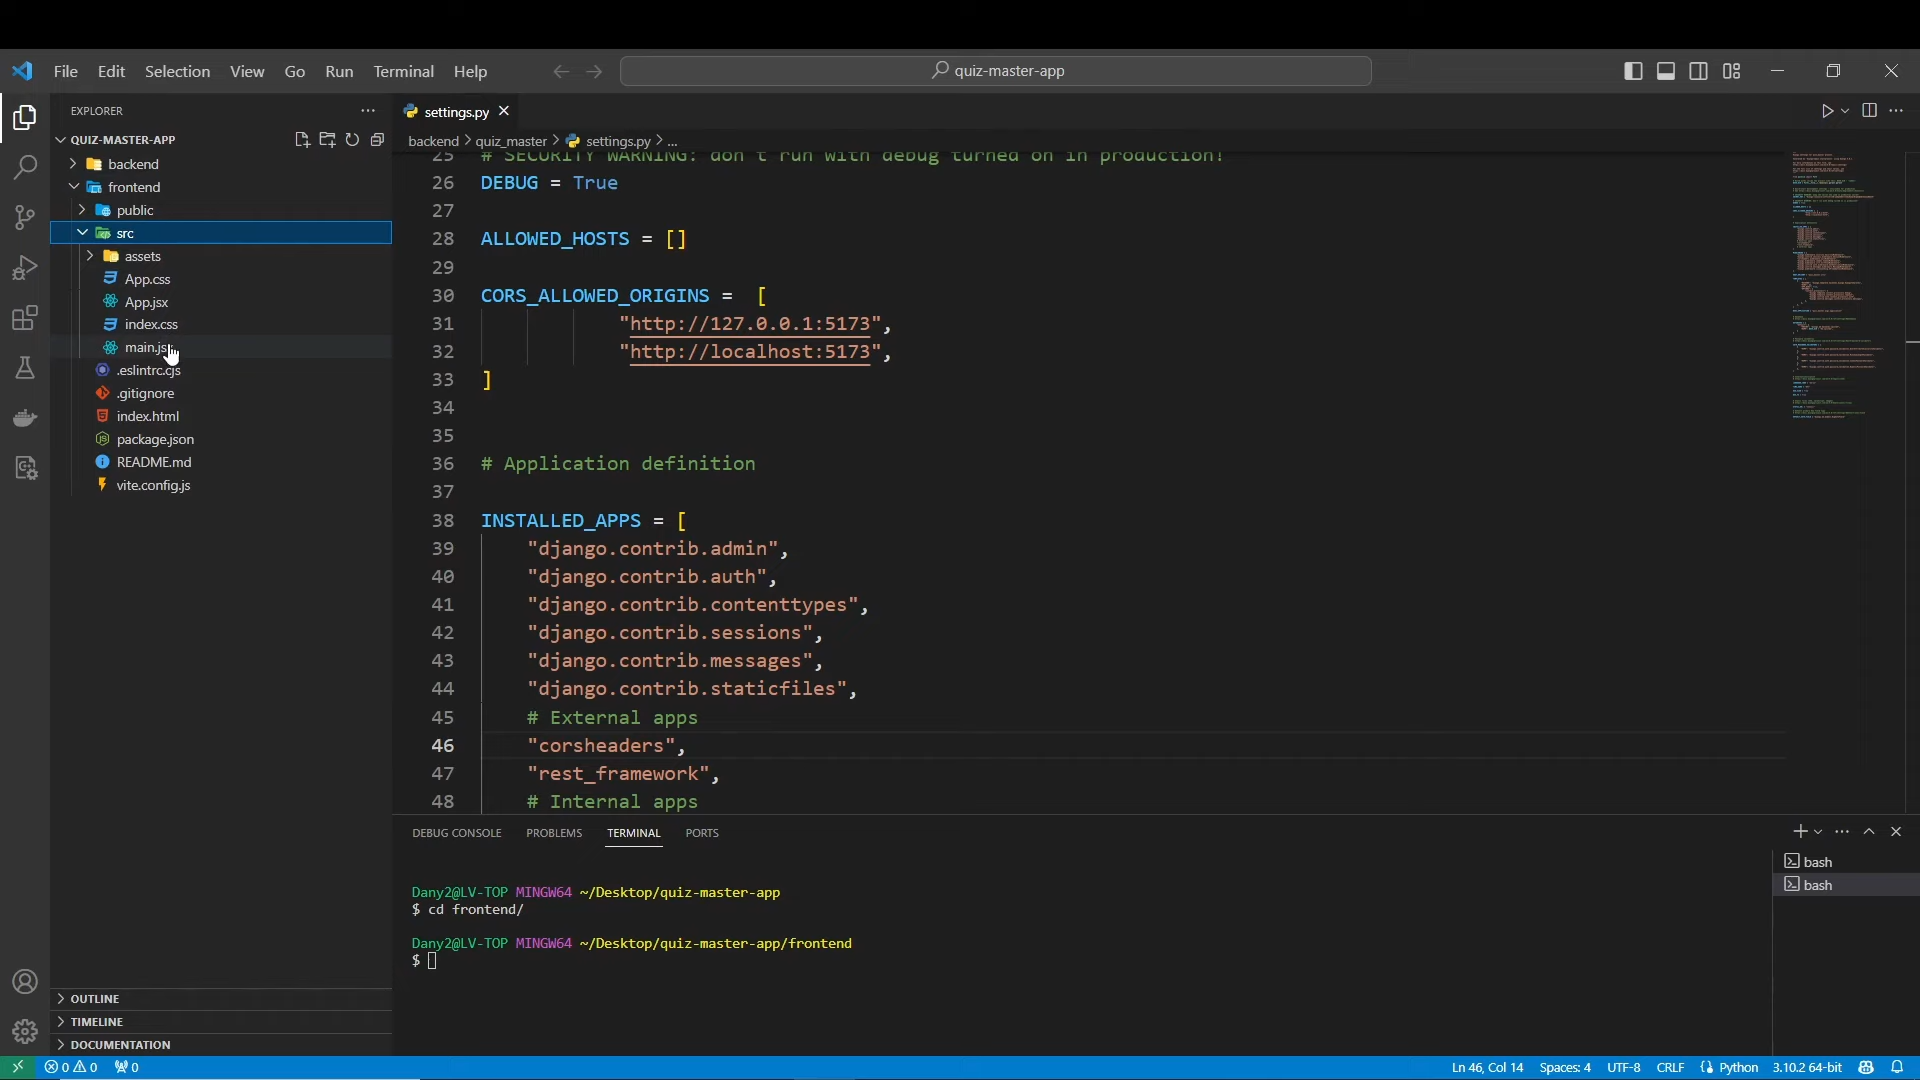 File Edit Selection View Go Run Terminal Help
quiz-master-app
EXPLORER
QUIZ-MASTER-APP
backend
frontend
public
src
assets
App.css
App.jsx
index.css
main.jsx
.eslintrc.cjs
.gitignore
index.html
package.json
README.md
vite.config.js
OUTLINE
TIMELINE
DOCUMENTATION
settings.py
backend > quiz_master > settings.py > ...
25 # SECURITY WARNING: don't run with debug turned on in production!
26 DEBUG = True
27
28 ALLOWED_HOSTS = []
29
30 CORS_ALLOWED_ORIGINS =  [
31 "http://127.0.0.1:5173",
32 "http://localhost:5173",
33 ]
34
35
36 # Application definition
37
38 INSTALLED_APPS = [
39 "django.contrib.admin",
40 "django.contrib.auth",
41 "django.contrib.contenttypes",
42 "django.contrib.sessions",
43 "django.contrib.messages",
44 "django.contrib.staticfiles",
45 # External apps
46 "corsheaders",
47 "rest_framework",
48 # Internal apps
DEBUG CONSOLE PROBLEMS TERMINAL PORTS
Dany2@LV-TOP MINGW64 ~/Desktop/quiz-master-app
$ cd frontend/
Dany2@LV-TOP MINGW64 ~/Desktop/quiz-master-app/frontend
$
bash
bash
0 0 0 Ln 46, Col 14 Spaces: 4 UTF-8 CRLF Python 3.10.2 64-bit